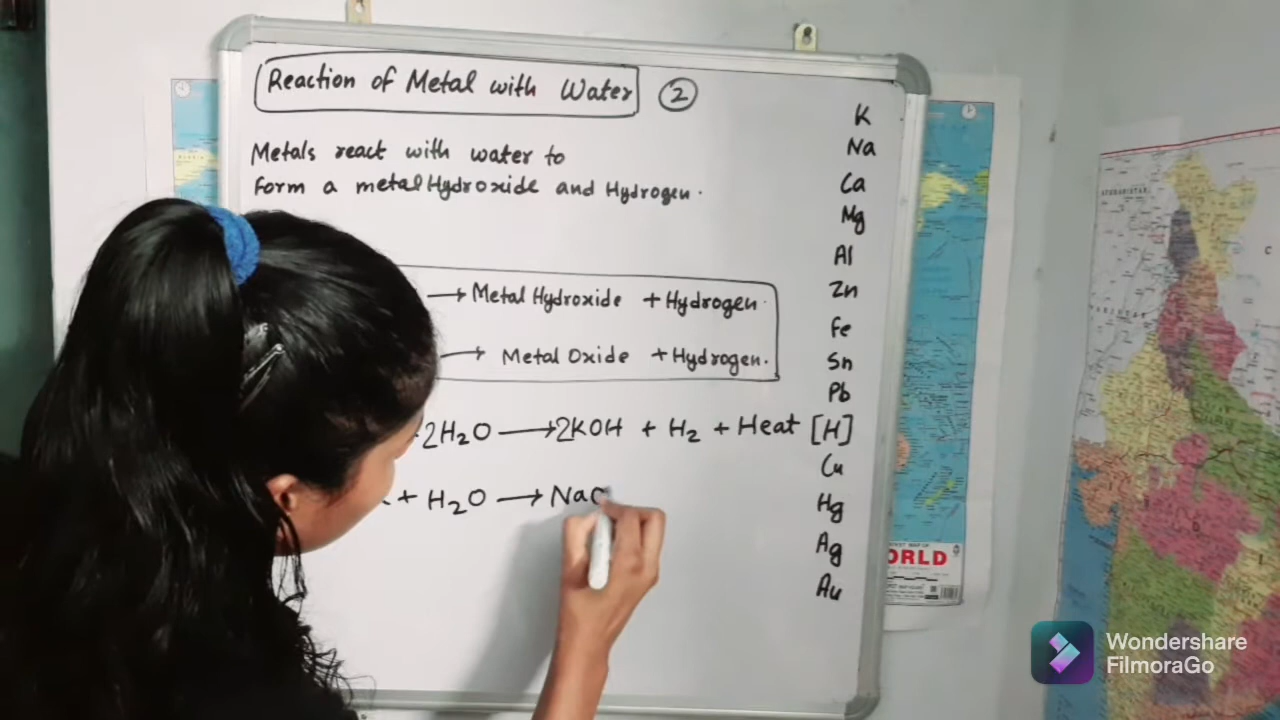 Reaction of Metal with Water 2
Metals react with water to
form a metal Hydroxide and Hydrogen.
→ Metal Hydroxide + Hydrogen.
→ Metal Oxide + Hydrogen.
2H₂O → 2KOH + H₂ + Heat
+ H₂O → NaO
K
Na
Ca
Mg
Al
Zn
Fe
Sn
Pb
[H]
Cu
Hg
Ag
Au
ORLD
Wondershare
FilmoraGo